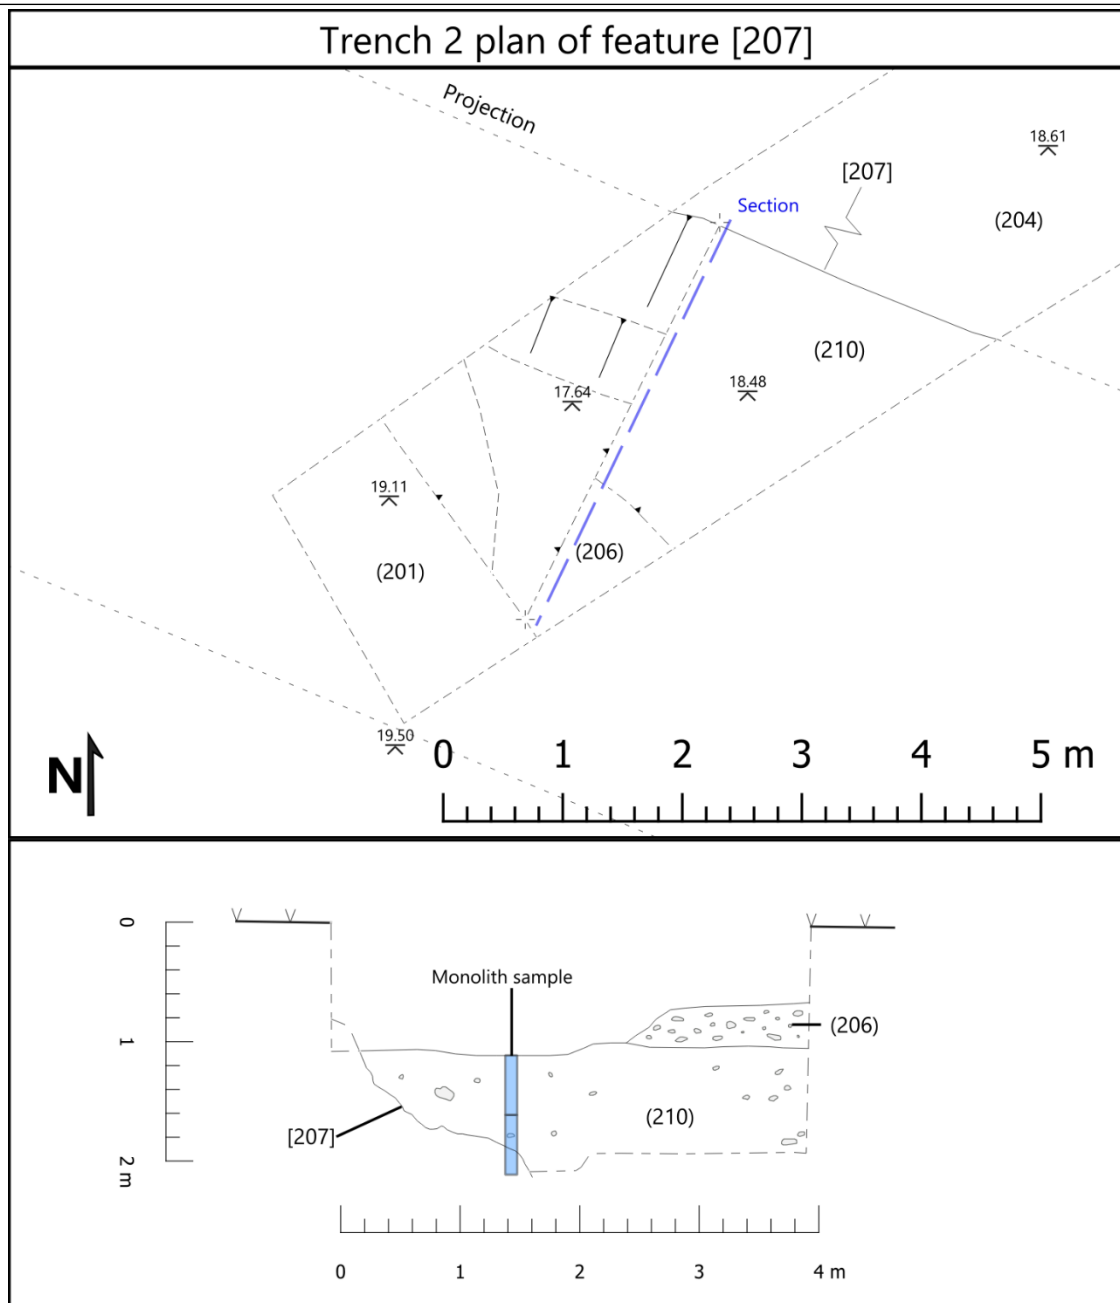 Trench 2 plan of feature [207]
Projection
18.61
[207]
Section
(204)
(210)
17.64
18.48
19.11
(206)
(201)
19.50
N
0 1 2 3 4 5 m
0
Monolith sample
(206)
1
(210)
[207]
2 m
0 1 2 3 4 m